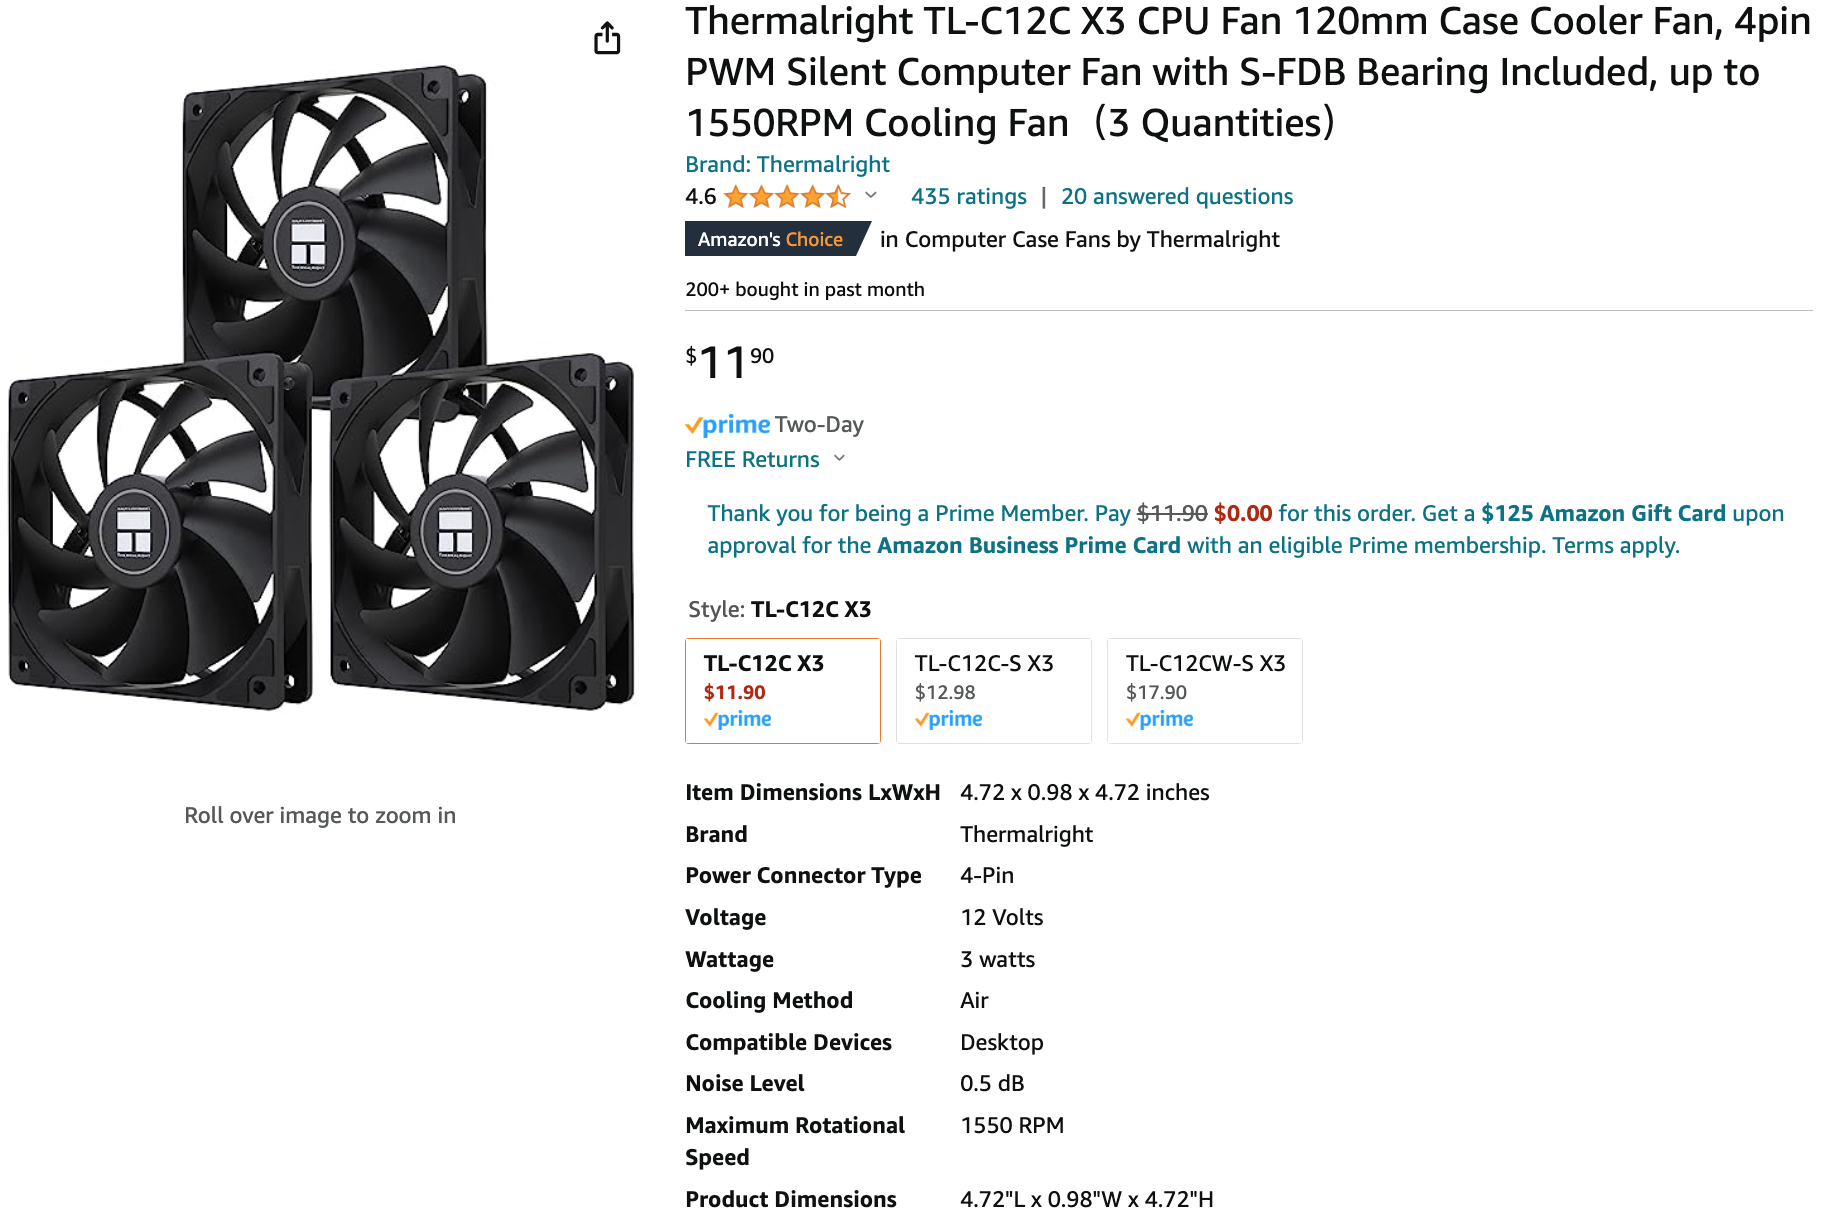 Thermalright TL-C12C X3 CPU Fan 120mm Case Cooler Fan, 4pin
PWM Silent Computer Fan with S-FDB Bearing Included, up to
1550RPM Cooling Fan（3 Quantities）
Brand: Thermalright
4.6 435 ratings | 20 answered questions
Amazon's Choice in Computer Case Fans by Thermalright
200+ bought in past month
$11 90
prime Two-Day
FREE Returns
Thank you for being a Prime Member. Pay $11.90 $0.00 for this order. Get a $125 Amazon Gift Card upon
approval for the Amazon Business Prime Card with an eligible Prime membership. Terms apply.
Style: TL-C12C X3
TL-C12C X3 TL-C12C-S X3 TL-C12CW-S X3
$11.90 $12.98 $17.90
prime prime prime
Item Dimensions LxWxH 4.72 x 0.98 x 4.72 inches
Brand Thermalright
Power Connector Type 4-Pin
Voltage 12 Volts
Wattage 3 watts
Cooling Method Air
Compatible Devices Desktop
Noise Level 0.5 dB
Maximum Rotational 1550 RPM
Speed
Product Dimensions 4.72"L x 0.98"W x 4.72"H
Roll over image to zoom in